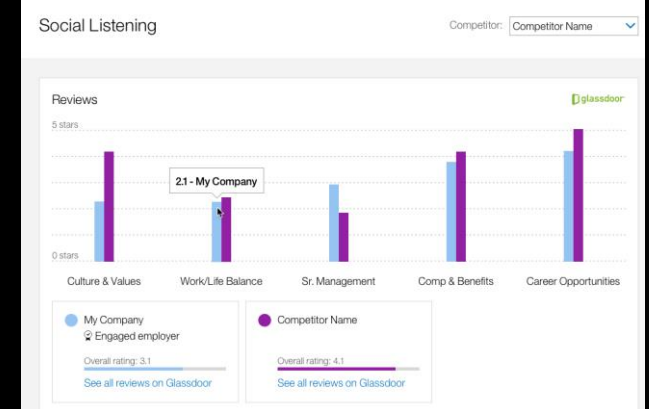 Social Listening
Competitor: Competitor Name
Reviews
glassdoor
5 stars
2.1 - My Company
0 stars
Culture & Values Work/Life Balance Sr. Management Comp & Benefits Career Opportunities
My Company
Engaged employer
Overall rating: 3.1
See all reviews on Glassdoor
Competitor Name
Overall rating: 4.1
See all reviews on Glassdoor